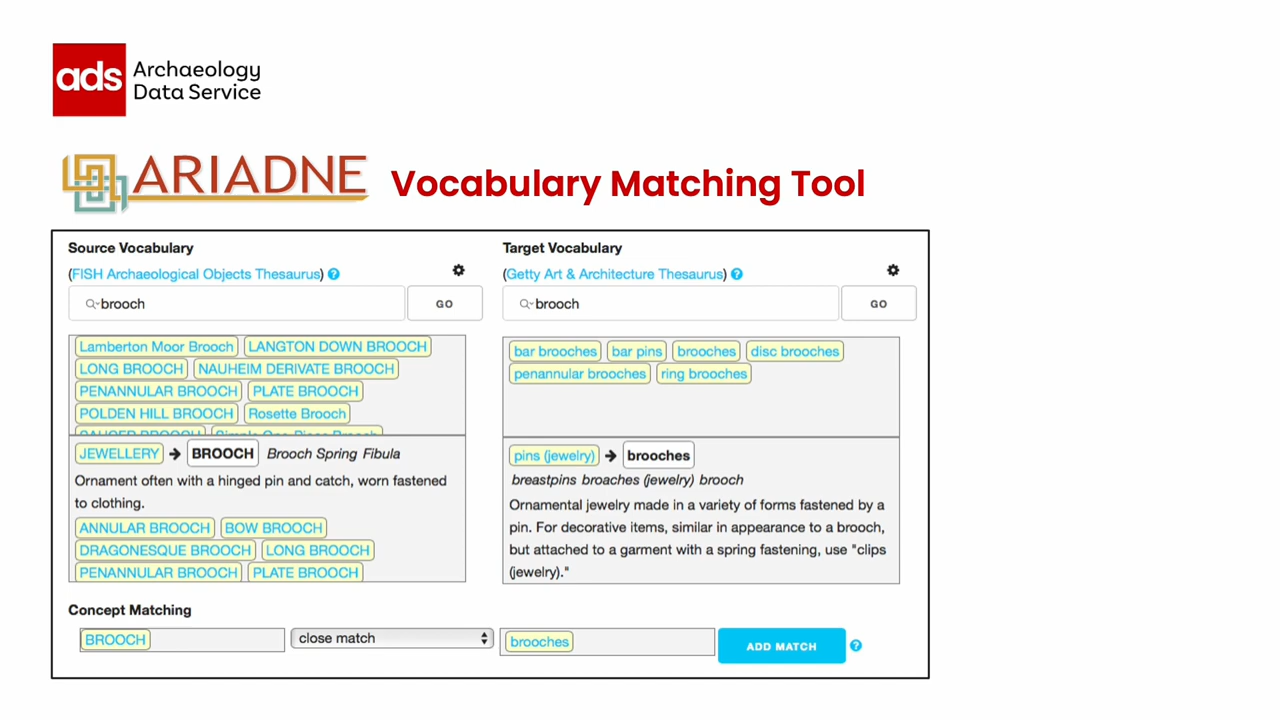 ads Archaeology
Data Service
ARIADNE Vocabulary Matching Tool
Source Vocabulary
(FISH Archaeological Objects Thesaurus) ?
brooch GO
Lamberton Moor Brooch LANGTON DOWN BROOCH
LONG BROOCH NAUHEIM DERIVATE BROOCH
PENANNULAR BROOCH PLATE BROOCH
POLDEN HILL BROOCH Rosette Brooch
SAUCER BROOCH Simple One-Piece Brooch
JEWELLERY → BROOCH Brooch Spring Fibula
Ornament often with a hinged pin and catch, worn fastened
to clothing.
ANNULAR BROOCH BOW BROOCH
DRAGONESQUE BROOCH LONG BROOCH
PENANNULAR BROOCH PLATE BROOCH
Target Vocabulary
(Getty Art & Architecture Thesaurus) ?
brooch GO
bar brooches bar pins brooches disc brooches
penannular brooches ring brooches
pins (jewelry) → brooches
breastpins broaches (jewelry) brooch
Ornamental jewelry made in a variety of forms fastened by a
pin. For decorative items, similar in appearance to a brooch,
but attached to a garment with a spring fastening, use "clips
(jewelry)."
Concept Matching
BROOCH close match brooches ADD MATCH ?